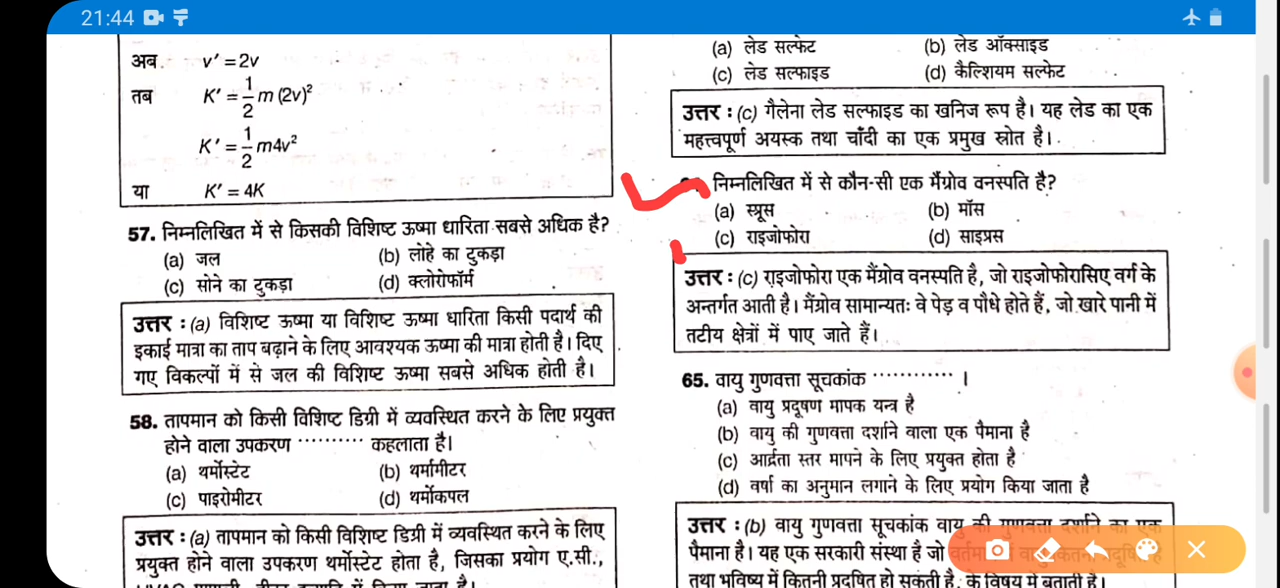 21:44
अब v' = 2v
तब K' = 1/2 m (2v)²
K' = 1/2 m4v²
या K' = 4K
57. निम्नलिखित में से किसकी विशिष्ट ऊष्मा धारिता सबसे अधिक है?
(a) जल (b) लोहे का टुकड़ा
(c) सोने का टुकड़ा (d) क्लोरोफॉर्म
उत्तर : (a) विशिष्ट ऊष्मा या विशिष्ट ऊष्मा धारिता किसी पदार्थ की
इकाई मात्रा का ताप बढ़ाने के लिए आवश्यक ऊष्मा की मात्रा होती है। दिए
गए विकल्पों में से जल की विशिष्ट ऊष्मा सबसे अधिक होती है।
58. तापमान को किसी विशिष्ट डिग्री में व्यवस्थित करने के लिए प्रयुक्त
होने वाला उपकरण ·········· कहलाता है।
(a) थर्मोस्टेट (b) थर्मामीटर
(c) पाइरोमीटर (d) थर्मोकपल
उत्तर : (a) तापमान को किसी विशिष्ट डिग्री में व्यवस्थित करने के लिए
प्रयुक्त होने वाला उपकरण थर्मोस्टेट होता है, जिसका प्रयोग ए.सी.,
(a) लेड सल्फेट (b) लेड ऑक्साइड
(c) लेड सल्फाइड (d) कैल्शियम सल्फेट
उत्तर : (c) गैलेना लेड सल्फाइड का खनिज रूप है। यह लेड का एक
महत्त्वपूर्ण अयस्क तथा चाँदी का एक प्रमुख स्रोत है।
निम्नलिखित में से कौन-सी एक मैंग्रोव वनस्पति है?
(a) स्प्रूस (b) मॉस
(c) राइजोफोरा (d) साइप्रस
उत्तर : (c) राइजोफोरा एक मैंग्रोव वनस्पति है, जो राइजोफोरासिए वर्ग के
अन्तर्गत आती है। मैंग्रोव सामान्यतः वे पेड़ व पौधे होते हैं, जो खारे पानी में
तटीय क्षेत्रों में पाए जाते हैं।
65. वायु गुणवत्ता सूचकांक ············ ।
(a) वायु प्रदूषण मापक यन्त्र है
(b) वायु की गुणवत्ता दर्शाने वाला एक पैमाना है
(c) आर्द्रता स्तर मापने के लिए प्रयुक्त होता है
(d) वर्षा का अनुमान लगाने के लिए प्रयोग किया जाता है
उत्तर : (b) वायु गुणवत्ता सूचकांक वायु की गुणवत्ता दर्शाने का एक
पैमाना है। यह एक सरकारी संस्था है जो
तथा भविष्य में कितनी प्रदूषित हो सकती है, के विषय में बताती है।